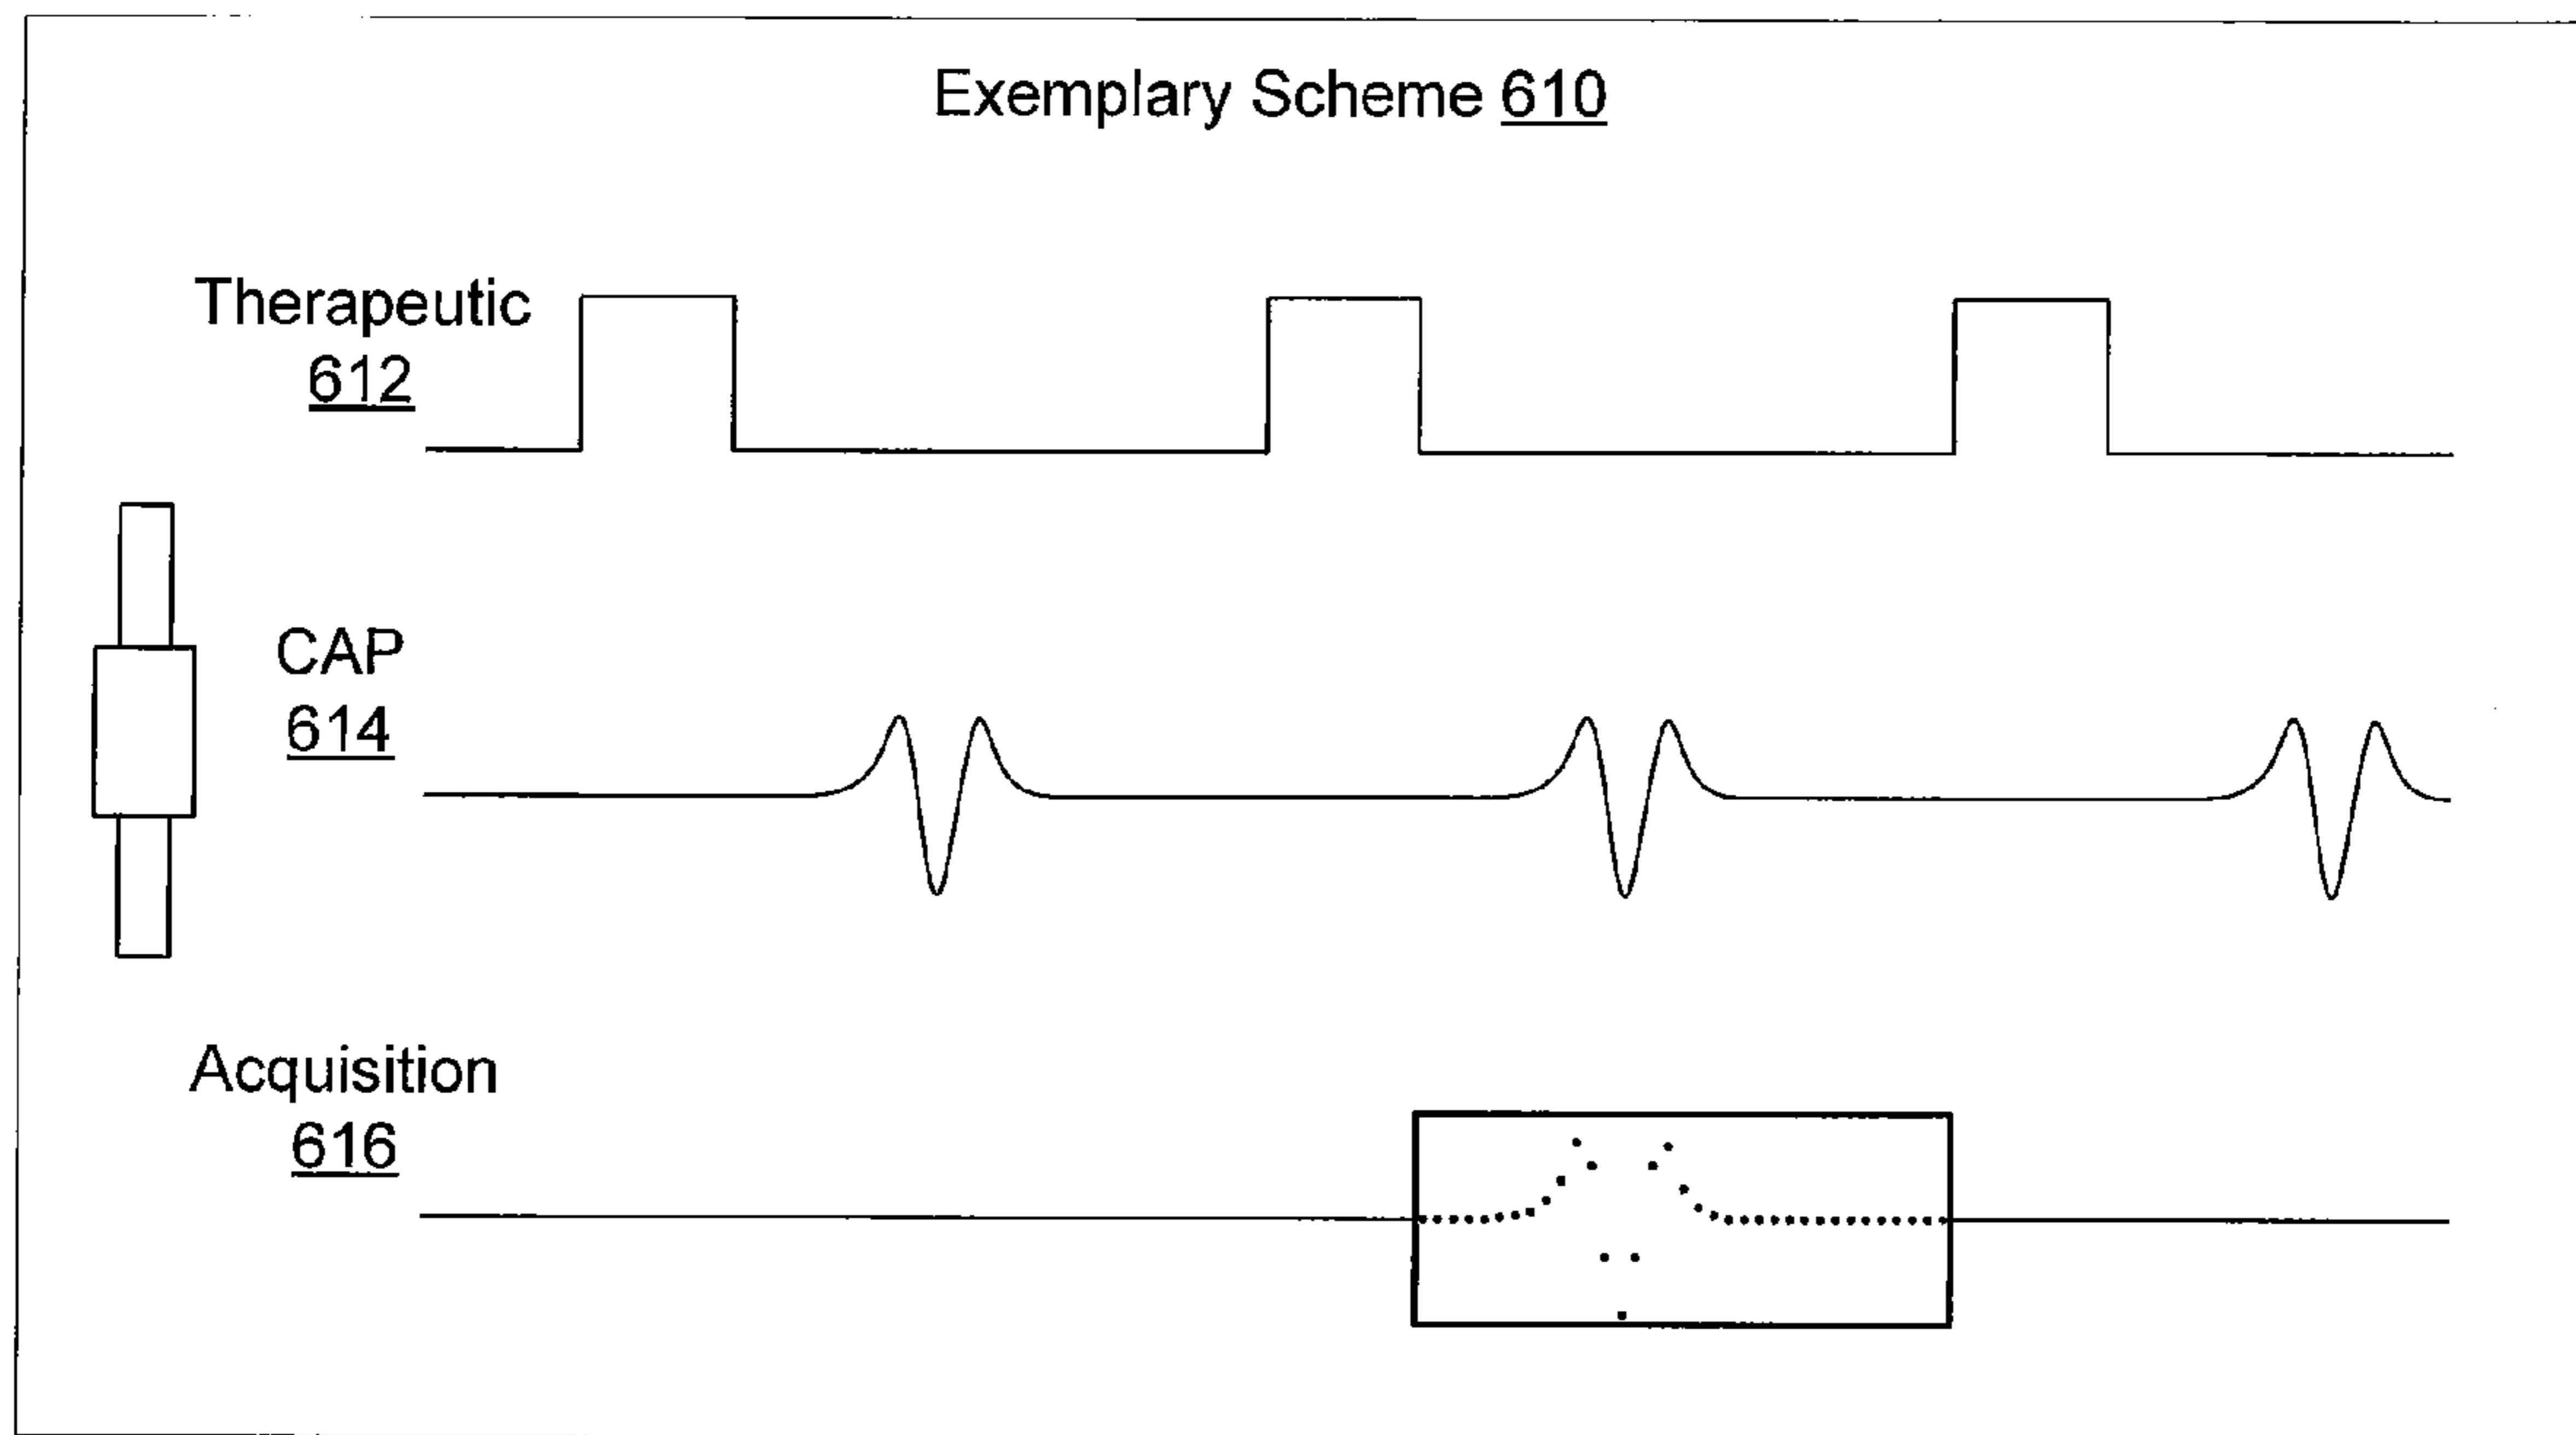 Exemplary Scheme 610
Therapeutic
612
CAP
614
Acquisition
616